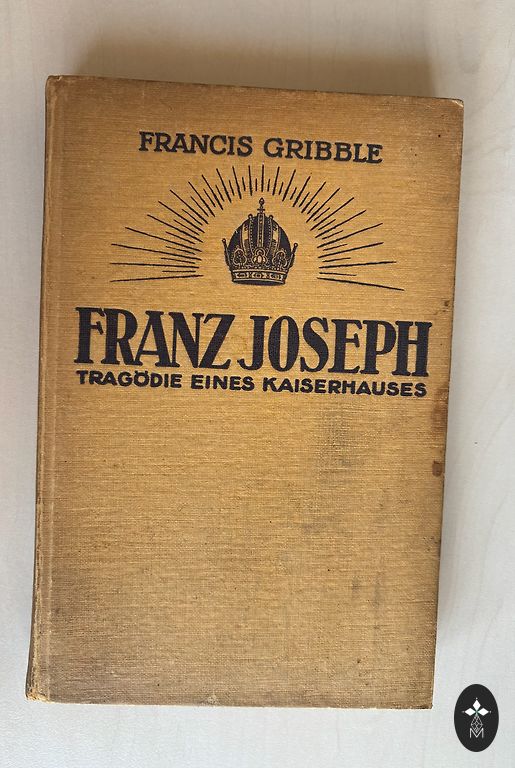 FRANCIS GRIBBLE
FRANZ JOSEPH
TRAGÖDIE EINES KAISERHAUSES